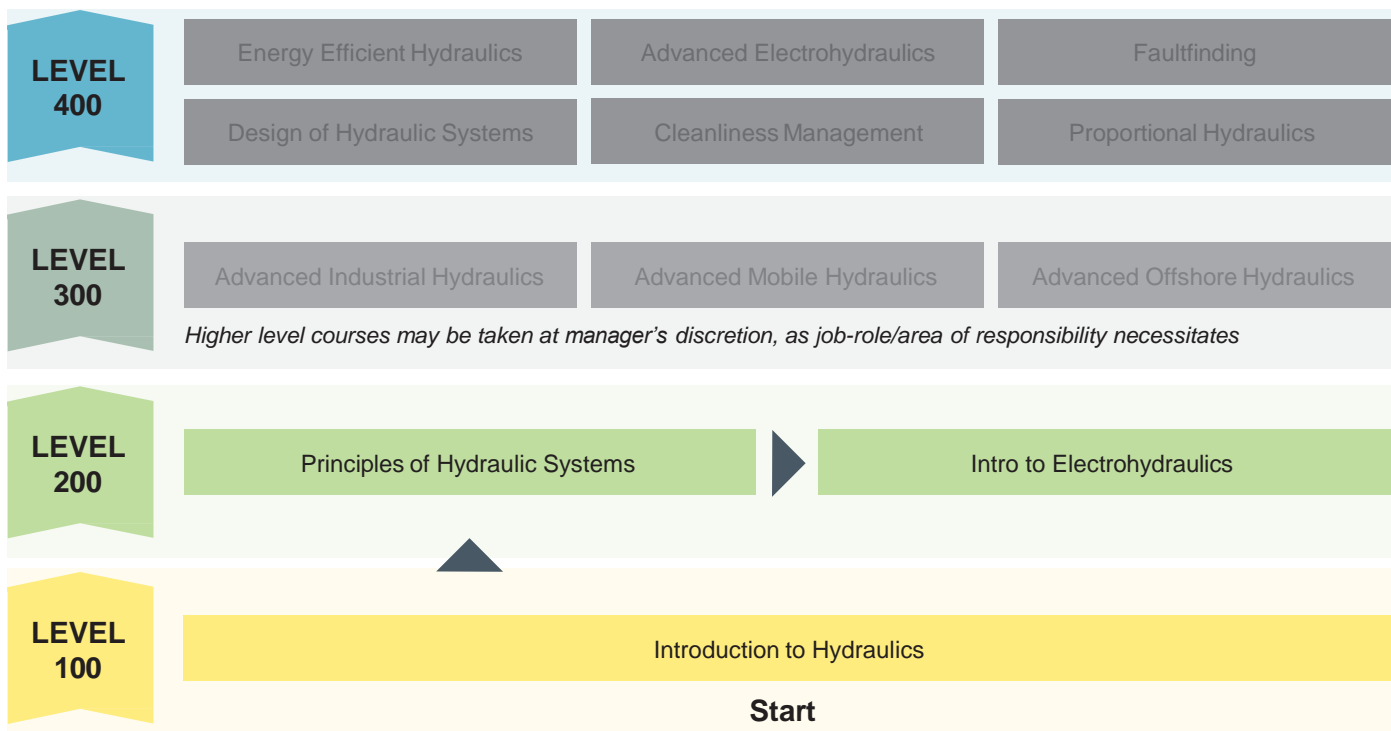 LEVEL
400
Energy Efficient Hydraulics
Advanced Electrohydraulics
Faultfinding
Design of Hydraulic Systems
Cleanliness Management
Proportional Hydraulics
LEVEL
300
Advanced Industrial Hydraulics
Advanced Mobile Hydraulics
Advanced Offshore Hydraulics
Higher level courses may be taken at manager’s discretion, as job-role/area of responsibility necessitates
LEVEL
200
Principles of Hydraulic Systems
Intro to Electrohydraulics
LEVEL
100
Introduction to Hydraulics
Start